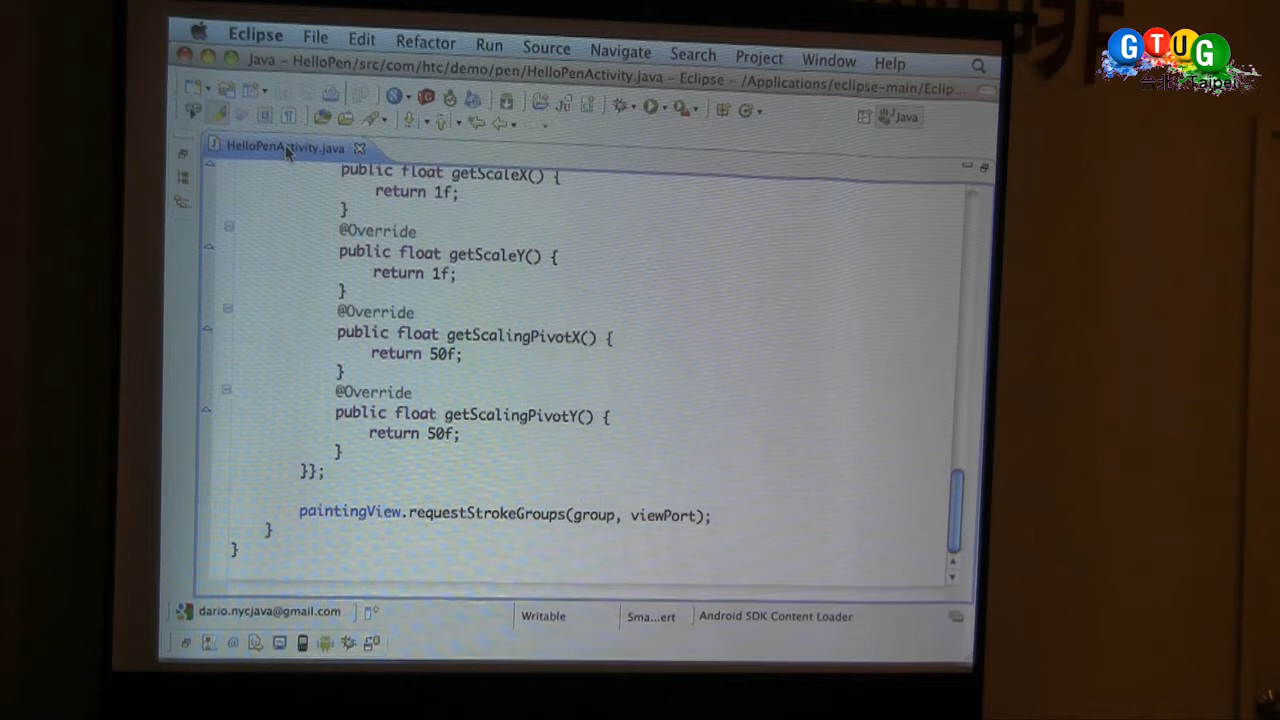 Eclipse File Edit Refactor Run Source Navigate Search Project Window Help
Java – HelloPen/src/com/htc/demo/pen/HelloPenActivity.java – Eclipse – /Applications/eclipse-main/Eclip...
Java
HelloPenActivity.java
public float getScaleX() {
return 1f;
}
@Override
public float getScaleY() {
return 1f;
}
@Override
public float getScalingPivotX() {
return 50f;
}
@Override
public float getScalingPivotY() {
return 50f;
}
}};
paintingView.requestStrokeGroups(group, viewPort);
}
}
dario.nycjava@gmail.com Writable Sma...ert Android SDK Content Loader
GTUG
台北 Taipei